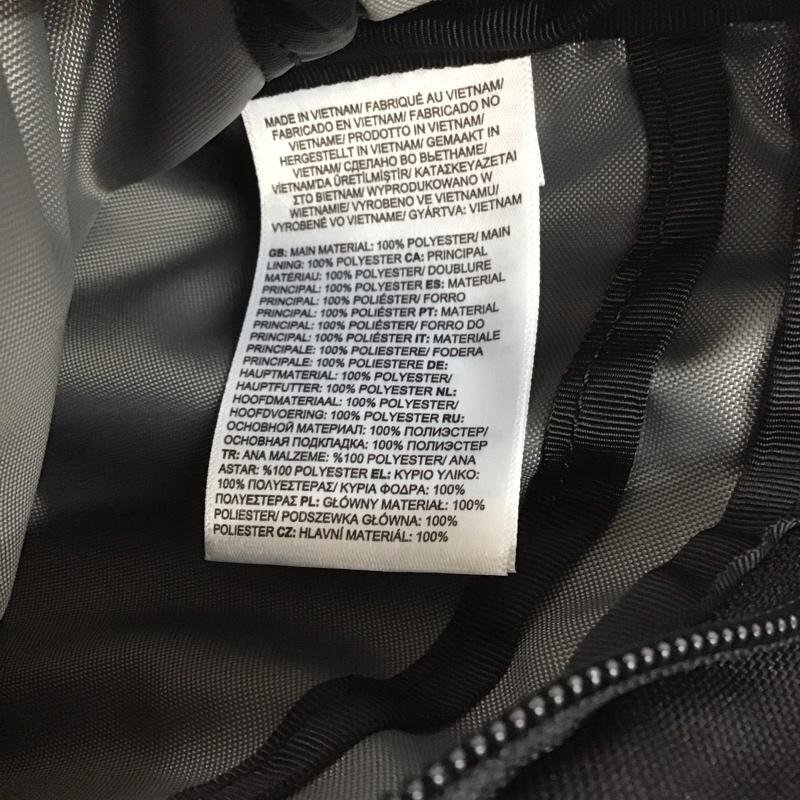 MADE IN VIETNAM/ FABRIQUÉ AU VIETNAM/
FABRICADO EN VIETNAM/ FABRICADO NO
VIETNAME/ PRODOTTO IN VIETNAM/
HERGESTELLT IN VIETNAM/ GEMAAKT IN
VIETNAM/ СДЕЛАНО ВО ВЬЕТНАМЕ/
VİETNAM'DA ÜRETİLMİŞTİR/ ΚΑΤΑΣΚΕΥΑΖΕΤΑΙ
ΣΤΟ ΒΙΕΤΝΑΜ/ WYPRODUKOWANO W
WIETNAMIE/ VYROBENO VE VIETNAMU/
VYROBENÉ VO VIETNAME/ GYÁRTVA: VIETNAM
GB: MAIN MATERIAL: 100% POLYESTER/ MAIN
LINING: 100% POLYESTER CA: PRINCIPAL
MATÉRIAU: 100% POLYESTER/ DOUBLURE
PRINCIPAL: 100% POLYESTER ES: MATERIAL
PRINCIPAL: 100% POLIÉSTER/ FORRO
PRINCIPAL: 100% POLIÉSTER PT: MATERIAL
PRINCIPAL: 100% POLIÉSTER/ FORRO DO
PRINCIPAL: 100% POLIÉSTER IT: MATERIALE
PRINCIPALE: 100% POLIESTERE/ FODERA
PRINCIPALE: 100% POLIESTERE DE:
HAUPTMATERIAL: 100% POLYESTER/
HAUPTFUTTER: 100% POLYESTER NL:
HOOFDMATERIAAL: 100% POLYESTER/
HOOFDVOERING: 100% POLYESTER RU:
ОСНОВНОЙ МАТЕРИАЛ: 100% ПОЛИЭСТЕР/
ОСНОВНАЯ ПОДКЛАДКА: 100% ПОЛИЭСТЕР
TR: ANA MALZEME: %100 POLYESTER/ ANA
ASTAR: %100 POLYESTER EL: ΚΥΡΙΟ ΥΛΙΚΟ:
100% ΠΟΛΥΕΣΤΕΡΑΣ/ ΚΥΡΙΑ ΦΟΔΡΑ: 100%
ΠΟΛΥΕΣΤΕΡΑΣ PL: GŁÓWNY MATERIAŁ: 100%
POLIESTER/ PODSZEWKA GŁÓWNA: 100%
POLIESTER CZ: HLAVNÍ MATERIÁL: 100%